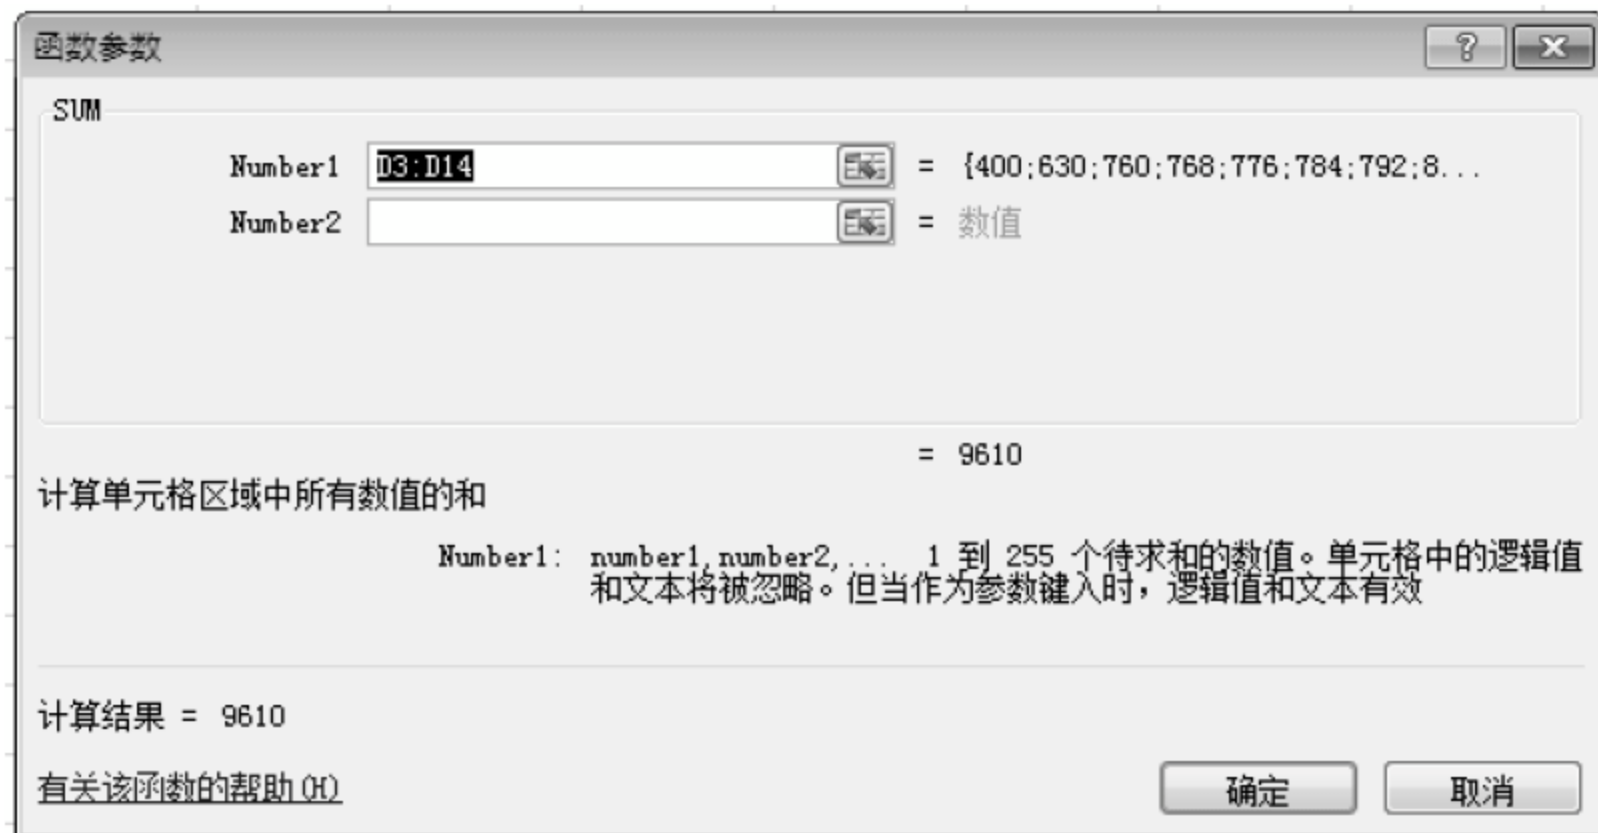 函数参数
SUM
Number1 D3:D14 = {400;630;760;768;776;784;792;8...
Number2 = 数值
= 9610
计算单元格区域中所有数值的和
Number1: number1,number2,... 1 到 255 个待求和的数值。单元格中的逻辑值
和文本将被忽略。但当作为参数键入时，逻辑值和文本有效
计算结果 = 9610
有关该函数的帮助(H)
确定 取消